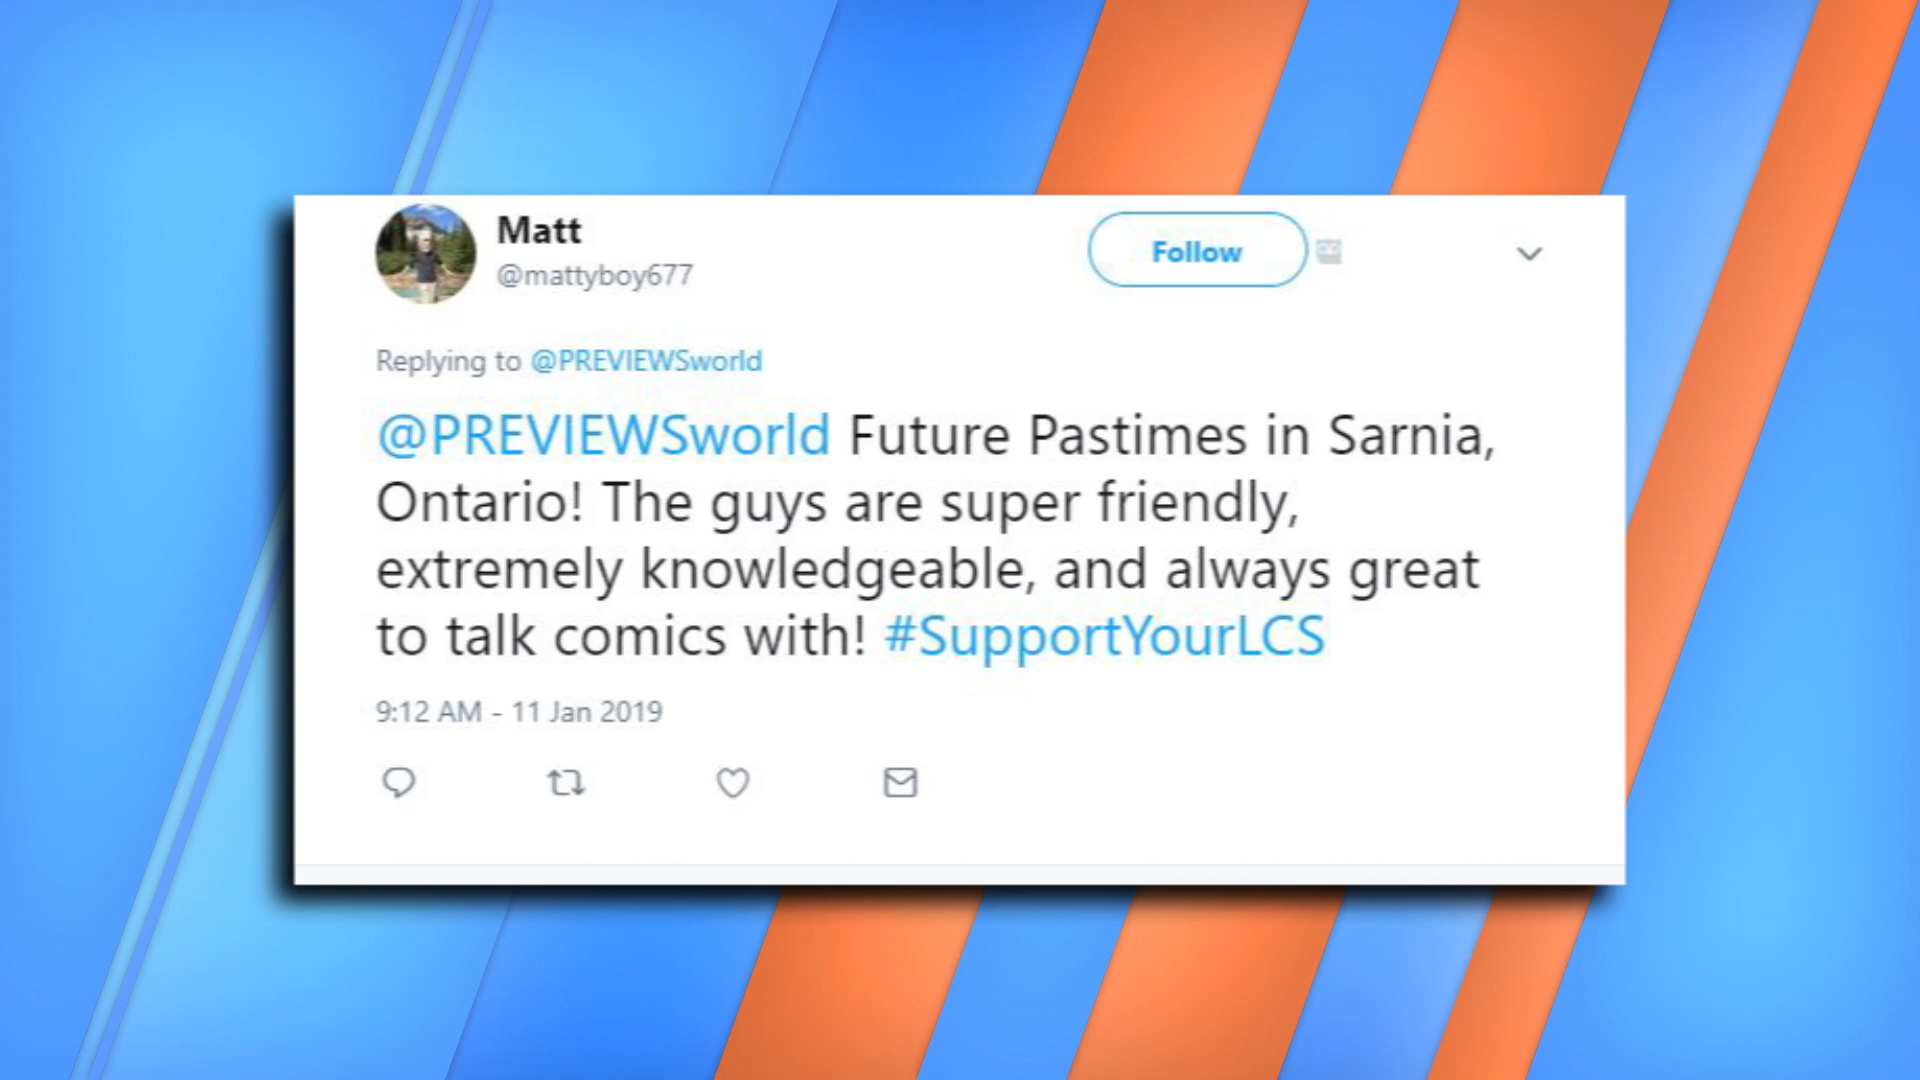 Matt
@mattyboy677
Follow
Replying to @PREVIEWSworld
@PREVIEWSworld Future Pastimes in Sarnia,
Ontario! The guys are super friendly,
extremely knowledgeable, and always great
to talk comics with! #SupportYourLCS
9:12 AM - 11 Jan 2019